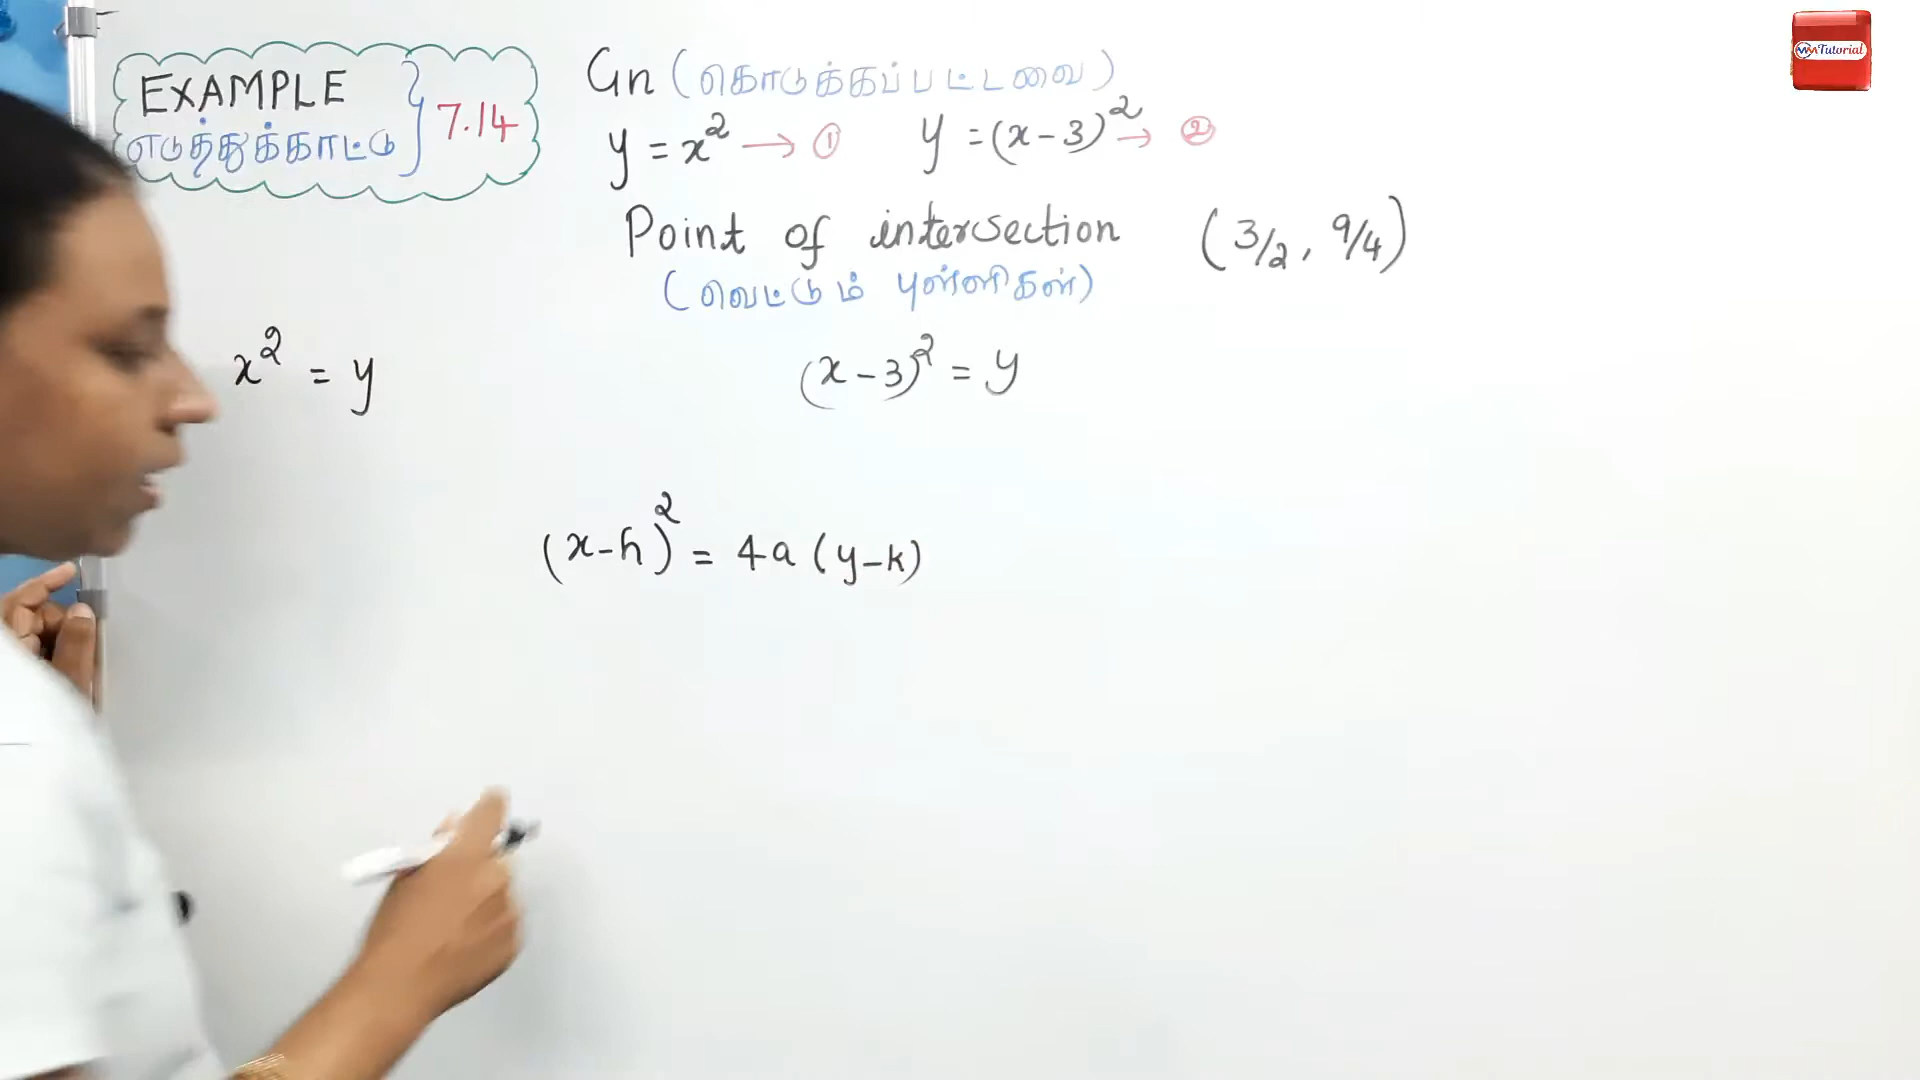 EXAMPLE
எடுத்துக்காட்டு } 7.14
Gn (கொடுக்கப்பட்டவை)
y = x² → ① y = (x-3)² → ②
Point of intersection (3/2, 9/4)
(வெட்டும் புள்ளிகள்)
x² = y (x-3)² = y
(x-h)² = 4a (y-k)
Tutorial